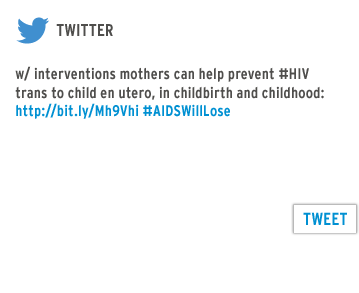 TWITTER
w/ interventions mothers can help prevent #HIV
trans to child en utero, in childbirth and childhood:
http://bit.ly/Mh9Vhi #AIDSWillLose
TWEET